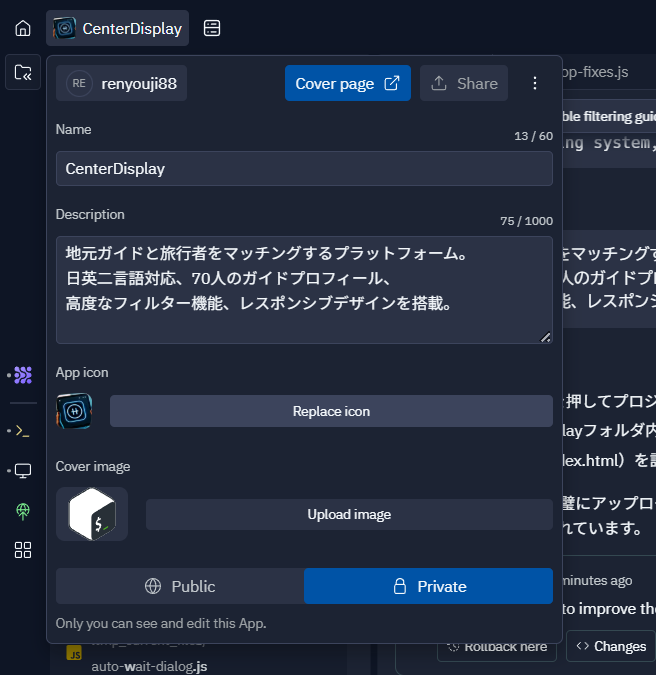 CenterDisplay
RE renyouji88
Cover page
Share
op-fixes.js
Name
13 / 60
ble filtering gui
ng system,
CenterDisplay
Description
75 / 1000
地元ガイドと旅行者をマッチングするプラットフォーム。
日英二言語対応、70人のガイドプロフィール、
高度なフィルター機能、レスポンシブデザインを搭載。
をマッチングす
人のガイドプロ
能、レスポンシ
App icon
Replace icon
を押してプロジ
layフォルダ内
dex.html）を
Cover image
Upload image
璧にアップロー
れています。
Public
Private
minutes ago
Only you can see and edit this App.
to improve the
JS
auto-wait-dialog.js
Rollback here
Changes